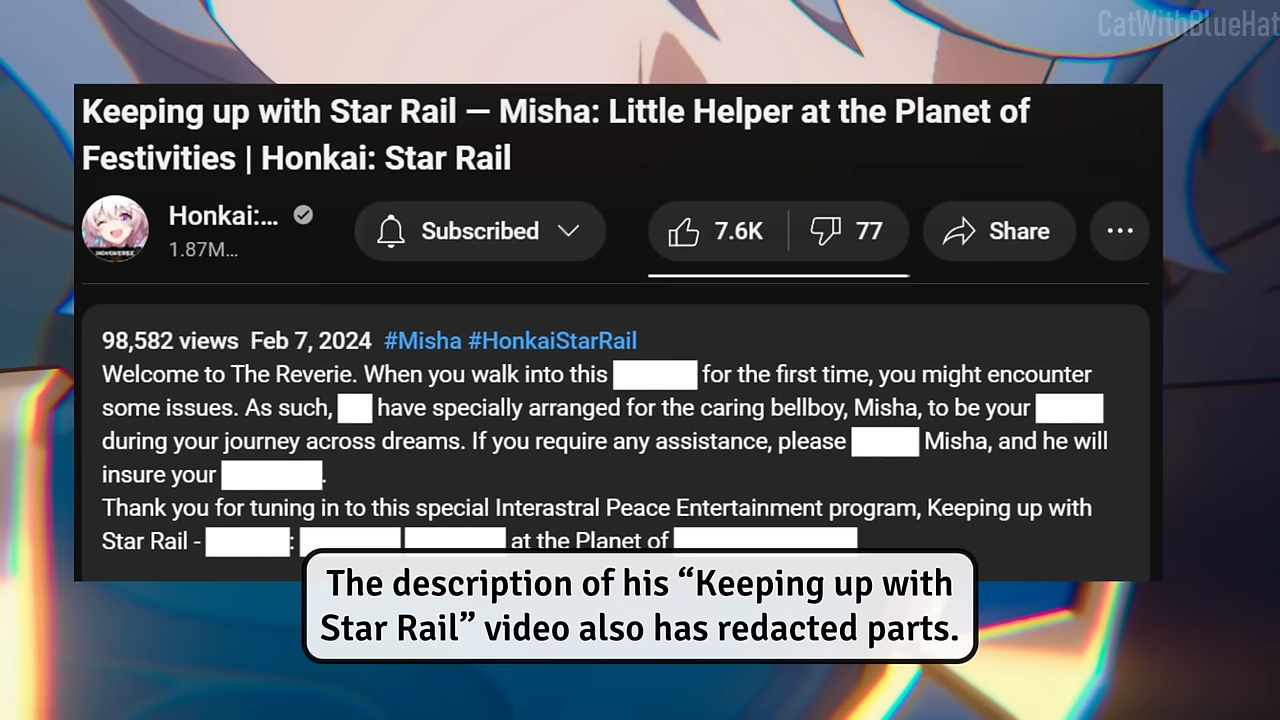 CatWithBlueHat
Keeping up with Star Rail — Misha: Little Helper at the Planet of
Festivities | Honkai: Star Rail
Honkai:...
1.87M...
Subscribed
7.6K
77
Share
98,582 views Feb 7, 2024 #Misha #HonkaiStarRail
Welcome to The Reverie. When you walk into this for the first time, you might encounter
some issues. As such, have specially arranged for the caring bellboy, Misha, to be your
during your journey across dreams. If you require any assistance, please Misha, and he will
insure your .
Thank you for tuning in to this special Interastral Peace Entertainment program, Keeping up with
Star Rail - : at the Planet of
The description of his “Keeping up with
Star Rail” video also has redacted parts.